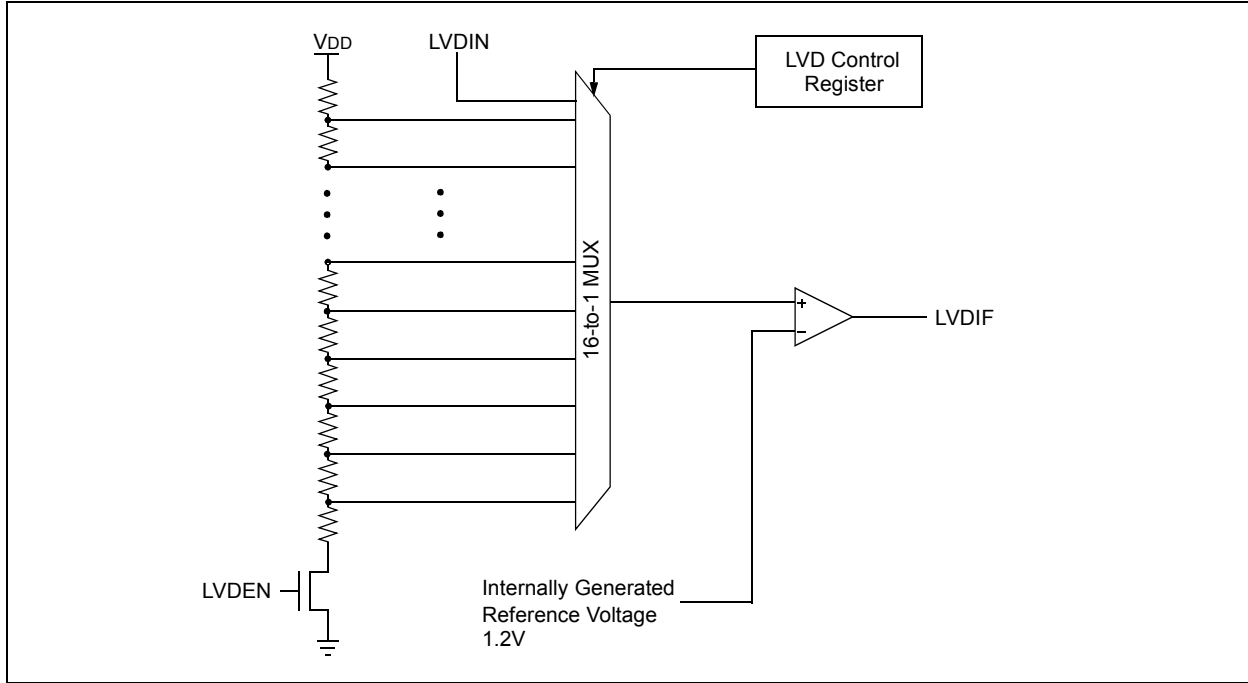 VDD
LVDIN
LVD Control
Register
16-to-1 MUX
+
−
LVDIF
LVDEN
Internally Generated
Reference Voltage
1.2V